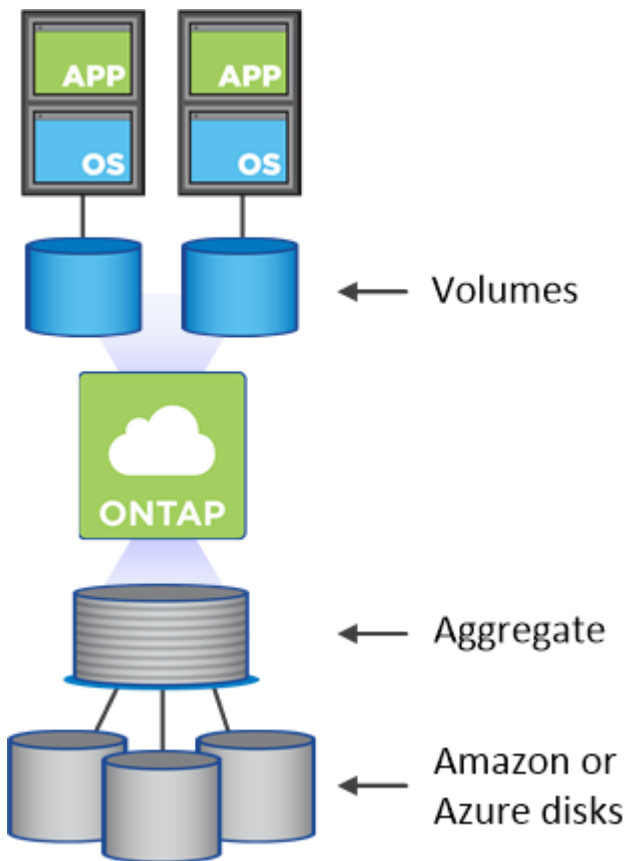 APP APP
OS OS
Volumes
ONTAP
Aggregate
Amazon or
Azure disks